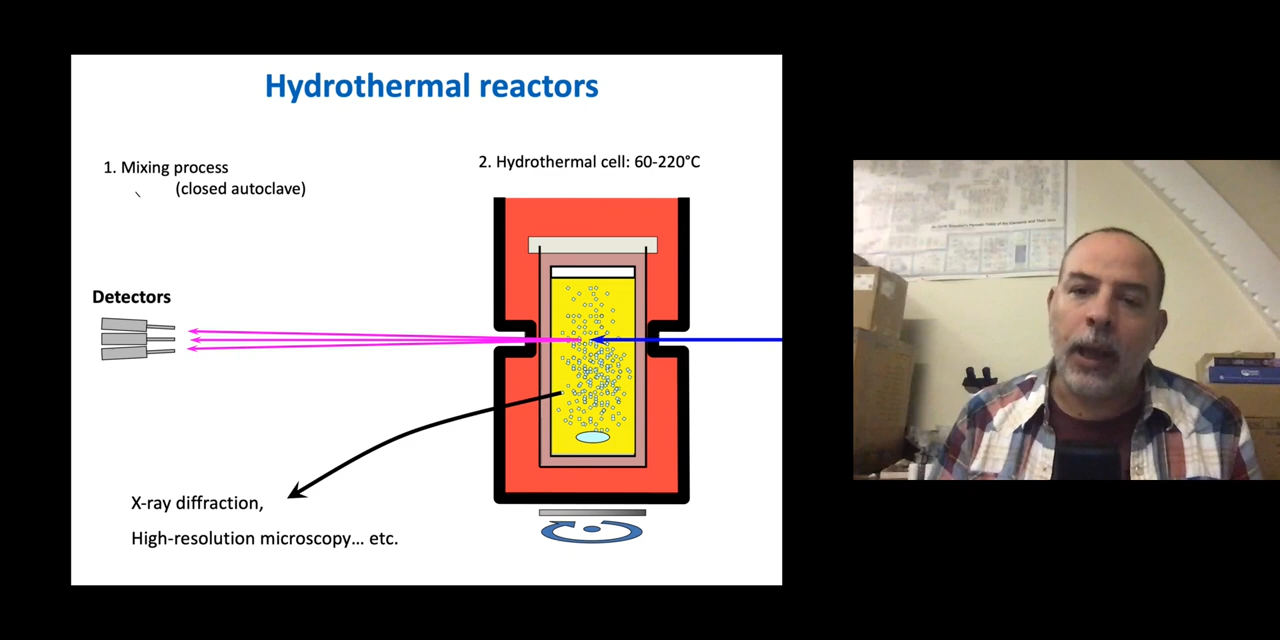 Hydrothermal reactors
1. Mixing process
(closed autoclave)
2. Hydrothermal cell: 60-220°C
Detectors
X-ray diffraction,
High-resolution microscopy... etc.